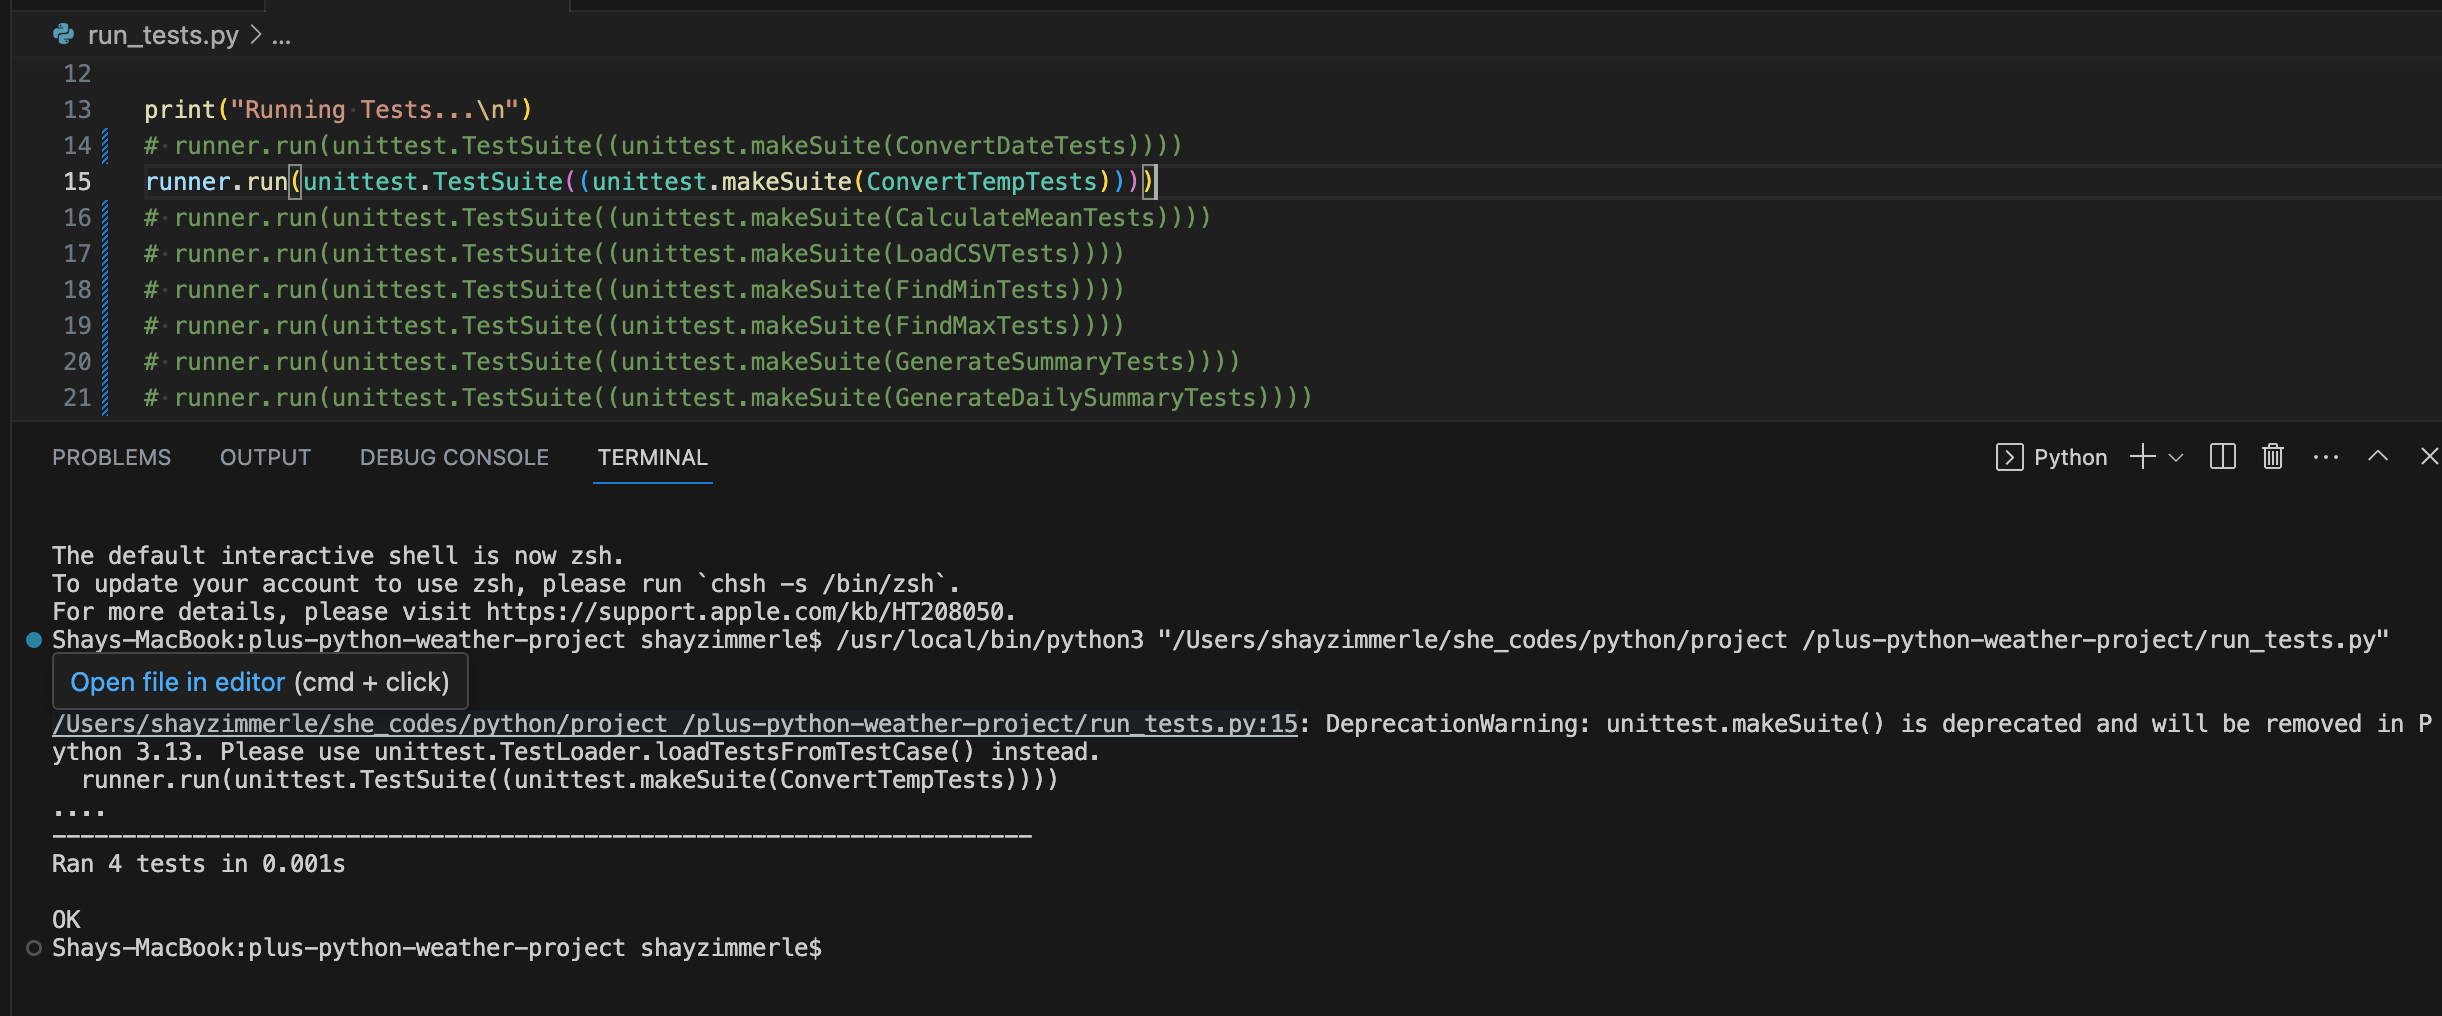 run_tests.py > ...
12
13 print("Running Tests...\n")
14 # runner.run(unittest.TestSuite((unittest.makeSuite(ConvertDateTests))))
15 runner.run(unittest.TestSuite((unittest.makeSuite(ConvertTempTests))))
16 # runner.run(unittest.TestSuite((unittest.makeSuite(CalculateMeanTests))))
17 # runner.run(unittest.TestSuite((unittest.makeSuite(LoadCSVTests))))
18 # runner.run(unittest.TestSuite((unittest.makeSuite(FindMinTests))))
19 # runner.run(unittest.TestSuite((unittest.makeSuite(FindMaxTests))))
20 # runner.run(unittest.TestSuite((unittest.makeSuite(GenerateSummaryTests))))
21 # runner.run(unittest.TestSuite((unittest.makeSuite(GenerateDailySummaryTests))))
PROBLEMS OUTPUT DEBUG CONSOLE TERMINAL Python
The default interactive shell is now zsh.
To update your account to use zsh, please run `chsh -s /bin/zsh`.
For more details, please visit https://support.apple.com/kb/HT208050.
Shays-MacBook:plus-python-weather-project shayzimmerle$ /usr/local/bin/python3 "/Users/shayzimmerle/she_codes/python/project /plus-python-weather-project/run_tests.py"
Open file in editor (cmd + click)
/Users/shayzimmerle/she_codes/python/project /plus-python-weather-project/run_tests.py:15: DeprecationWarning: unittest.makeSuite() is deprecated and will be removed in P
ython 3.13. Please use unittest.TestLoader.loadTestsFromTestCase() instead.
runner.run(unittest.TestSuite((unittest.makeSuite(ConvertTempTests))))
....
----------------------------------------------------------------------
Ran 4 tests in 0.001s
OK
Shays-MacBook:plus-python-weather-project shayzimmerle$